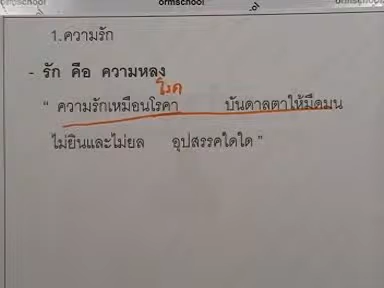 ormschool ormschool ormschool
1.ความรัก
- รัก คือ ความหลง
โรค
“ ความรักเหมือนโรคา บันดาลตาให้มืดมน
ไม่ยินและไม่ยล อุปสรรคใดใด ”